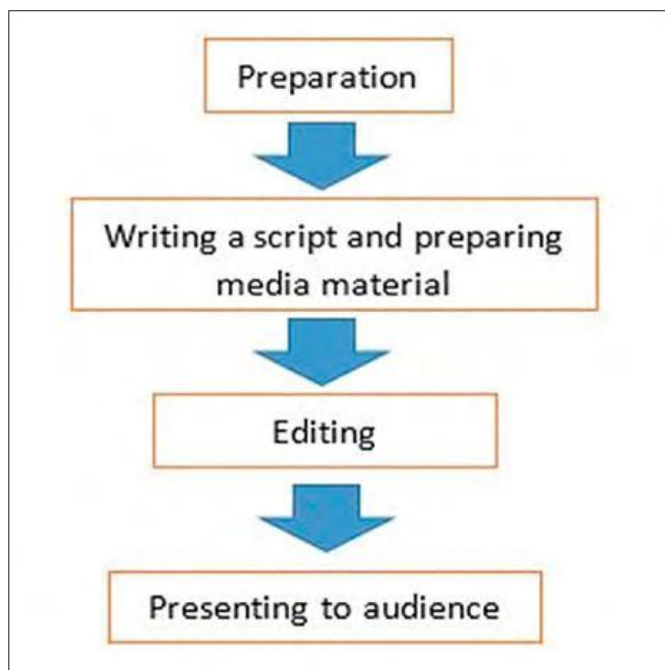 Preparation
Writing a script and preparing
media material
Editing
Presenting to audience